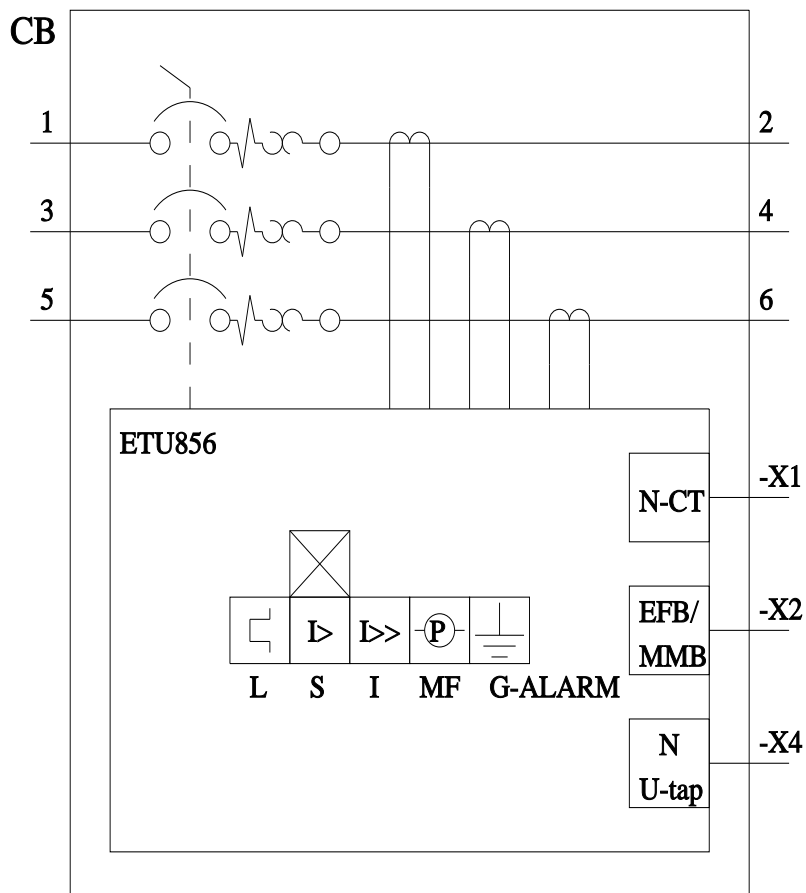 CB
1 2
3 4
5 6
ETU856
N-CT -X1
EFB/
MMB
-X2
I> I>> P
L S I MF G-ALARM
N
U-tap
-X4